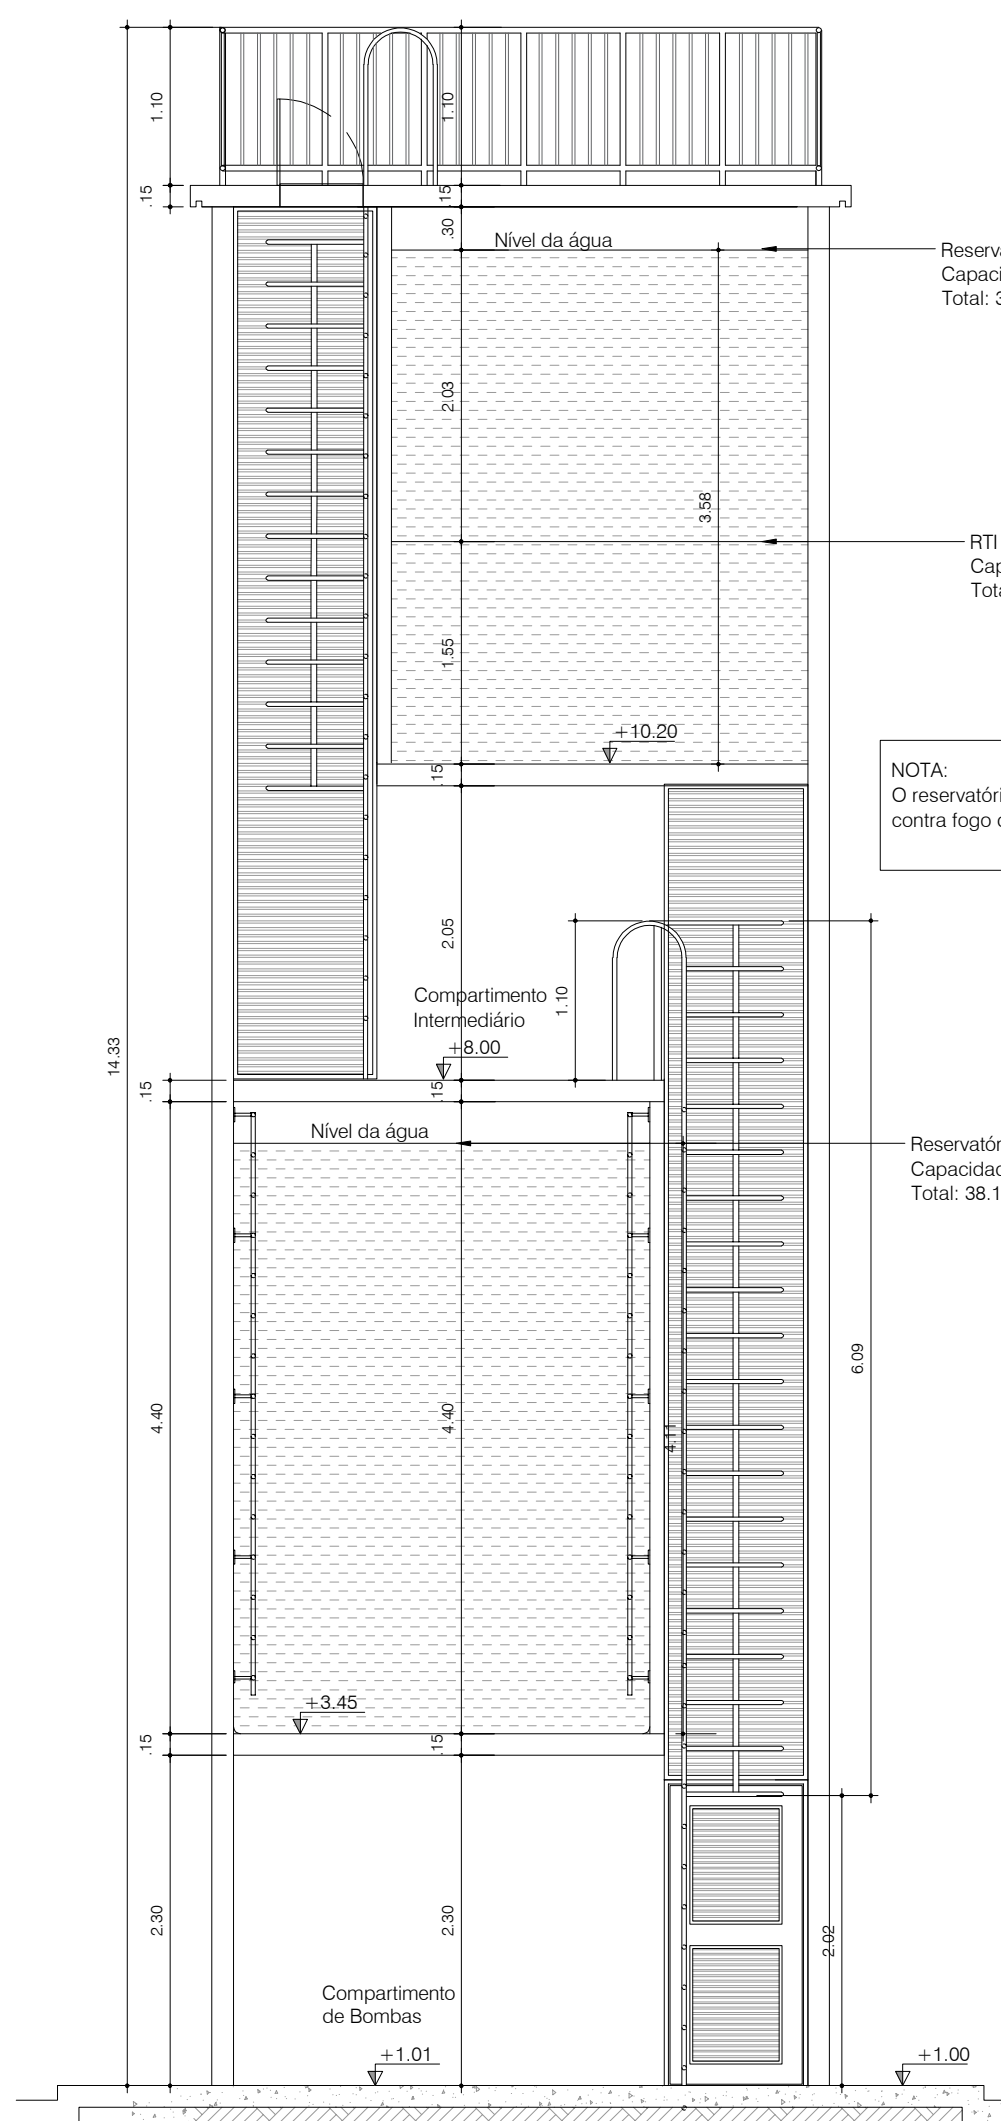 1.10
1.10
.15
.15
.30
Nível da água
Reserva
Capaci
Total: 3
2.03
3.58
RTI
Cap
Tota
1.55
+10.20
.15
NOTA:
O reservatóri
contra fogo c
2.05
Compartimento
Intermediário
1.10
+8.00
14.33
.15
.15
Nível da água
Reservatór
Capacidad
Total: 38.1
6.09
4.40
4.40
4.11
+3.45
.15
.15
2.30
2.30
2.02
Compartimento
de Bombas
+1.01
+1.00